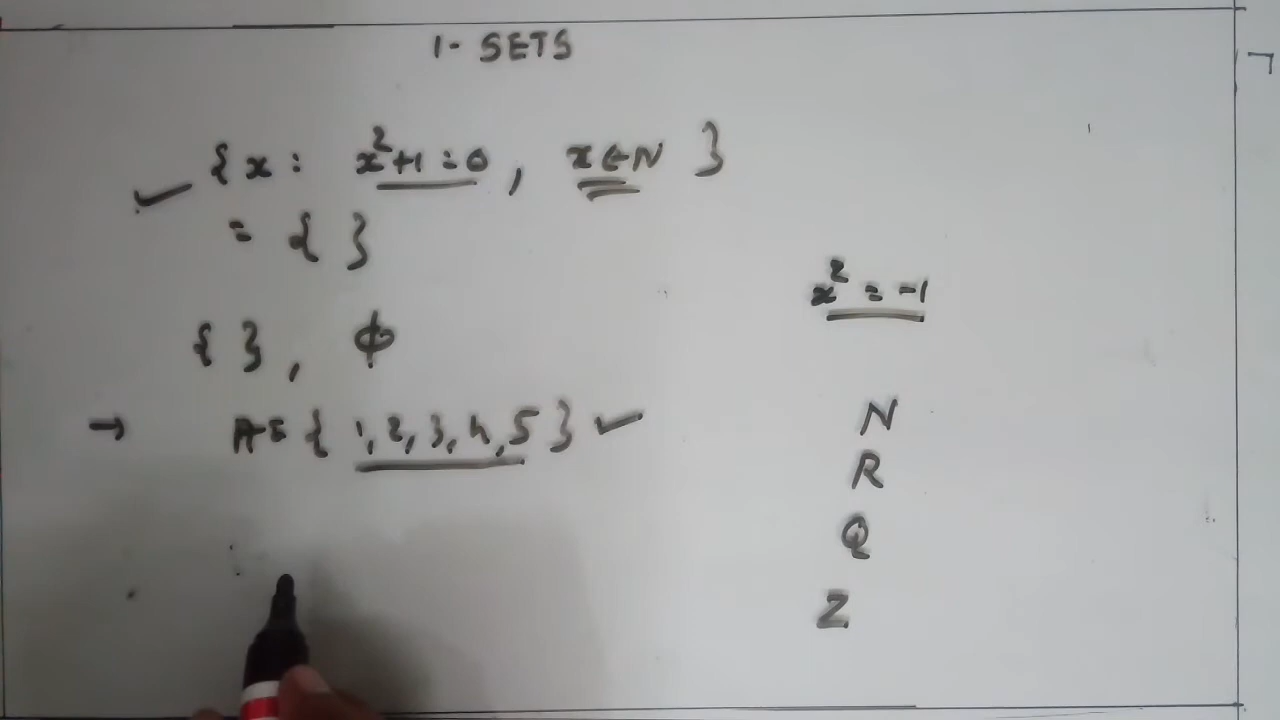 1- SETS
{x: x²+1=0, x∈N}
= { }
{ }, ϕ
→ A = {1,2,3,4,5} ✓
x² = -1
N
R
Q
Z